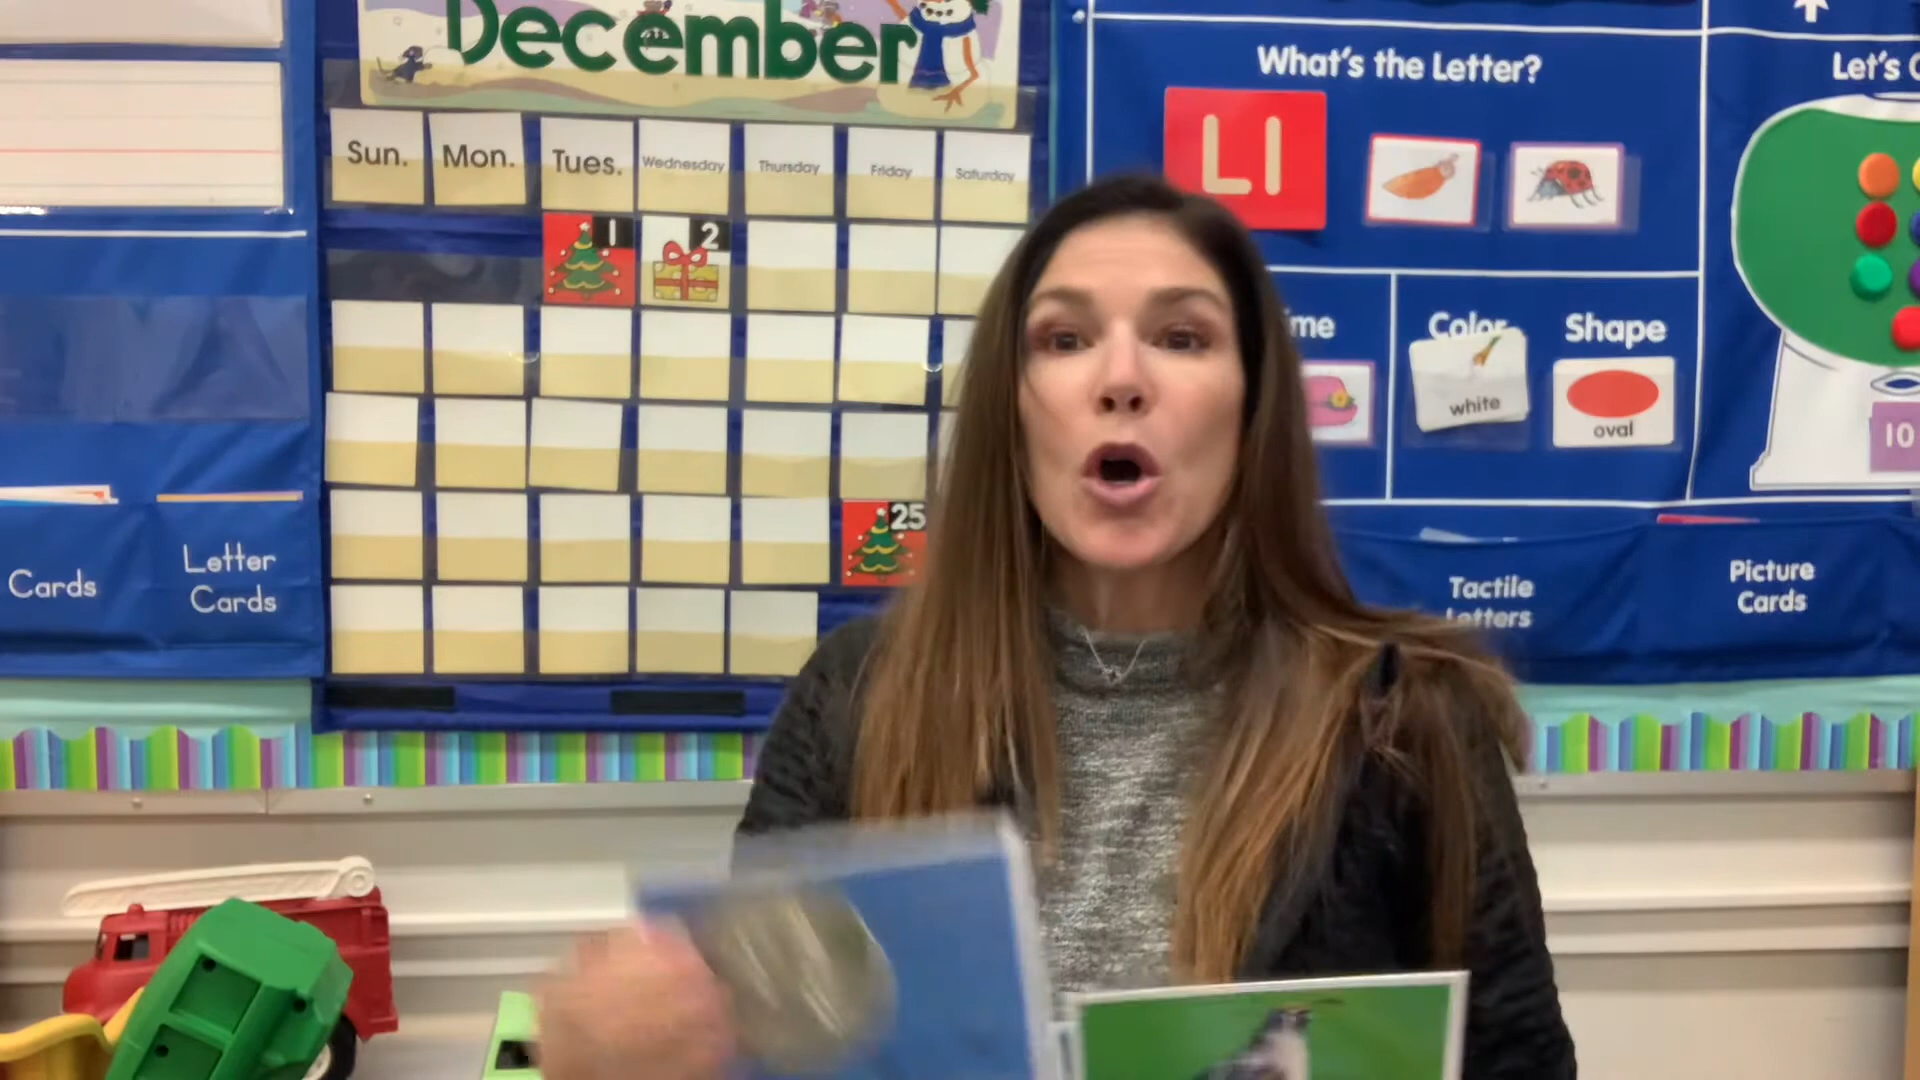 December
Sun. Mon. Tues. Wednesday Thursday Friday Saturday
1 2
25
What's the Letter?
Ll
Let's
Color
Shape
white
oval
10
Cards
Letter
Cards
Tactile
Letters
Picture
Cards